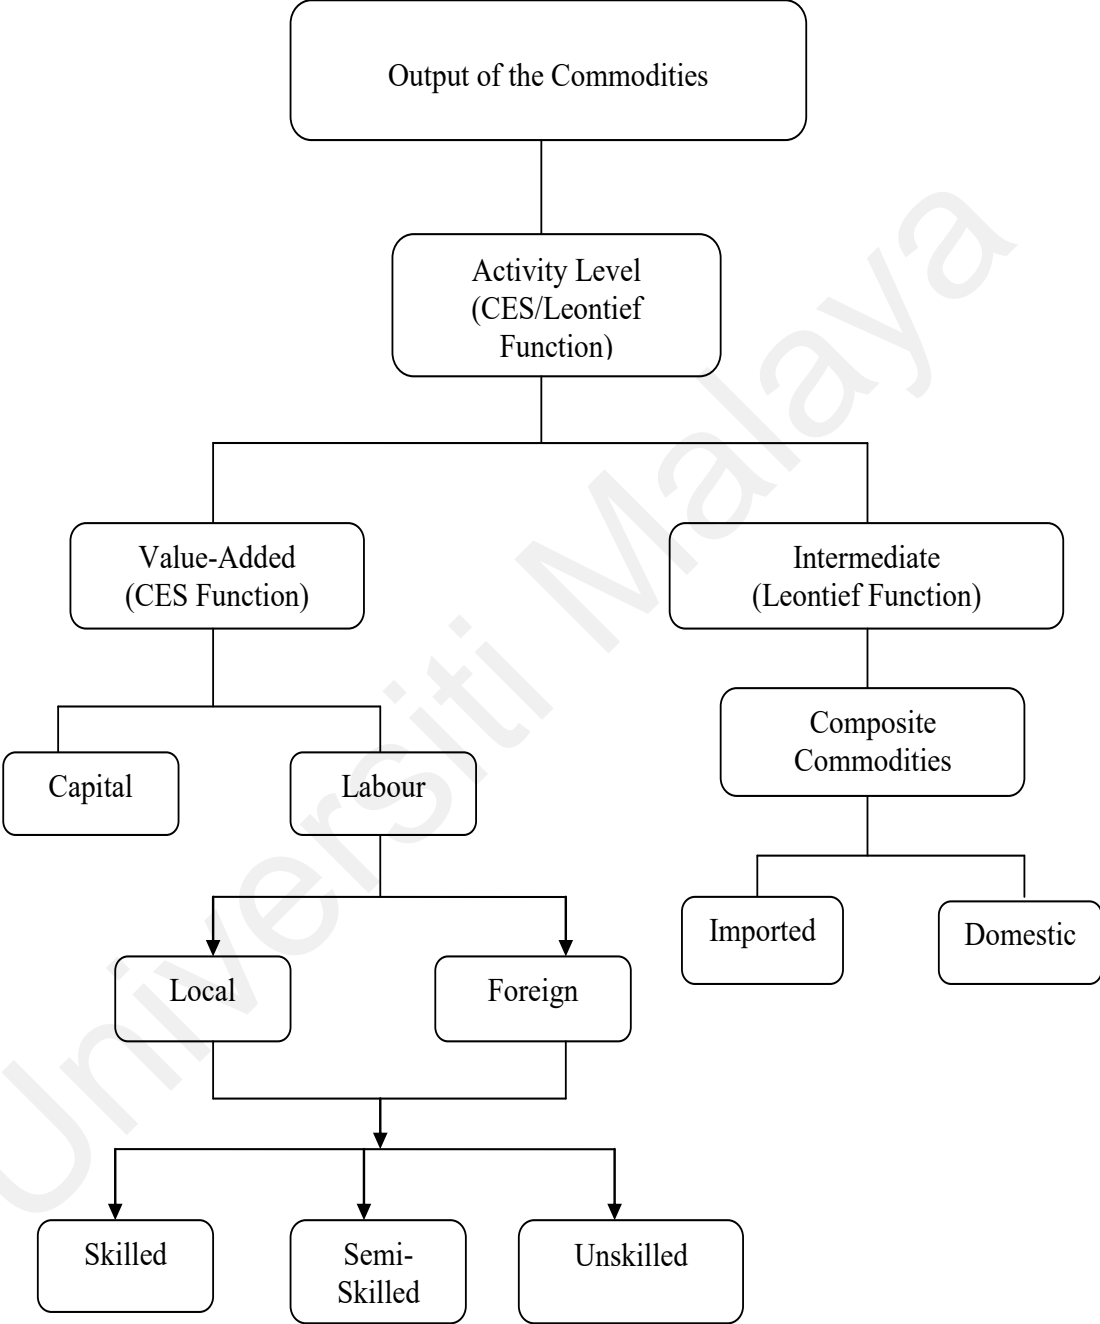 Output of the Commodities
Activity Level
(CES/Leontief
Function)
Value-Added
(CES Function)
Intermediate
(Leontief Function)
Composite
Commodities
Capital
Labour
Imported
Domestic
Local
Foreign
Skilled
Semi-
Skilled
Unskilled
Universiti Malaya